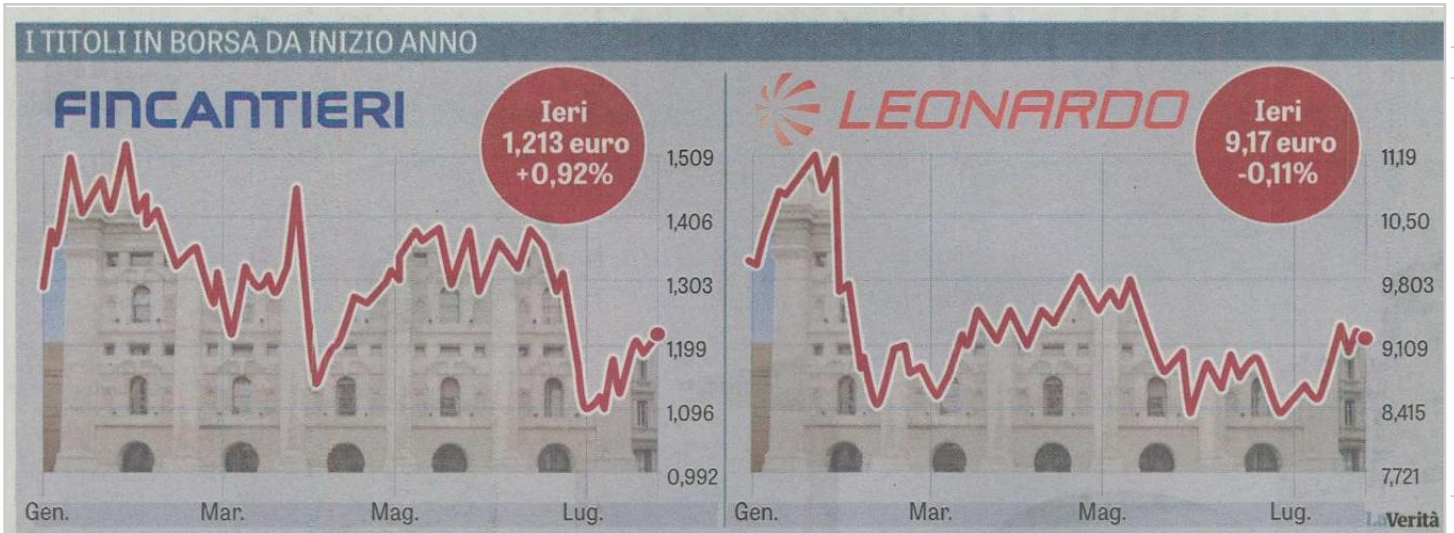 I TITOLI IN BORSA DA INIZIO ANNO
FINCANTIERI
Ieri
1,213 euro
+0,92%
1,509
1,406
1,303
1,199
1,096
0,992
Gen. Mar. Mag. Lug.
LEONARDO
Ieri
9,17 euro
-0,11%
11,19
10,50
9,803
9,109
8,415
7,721
Gen. Mar. Mag. Lug.
LaVerità